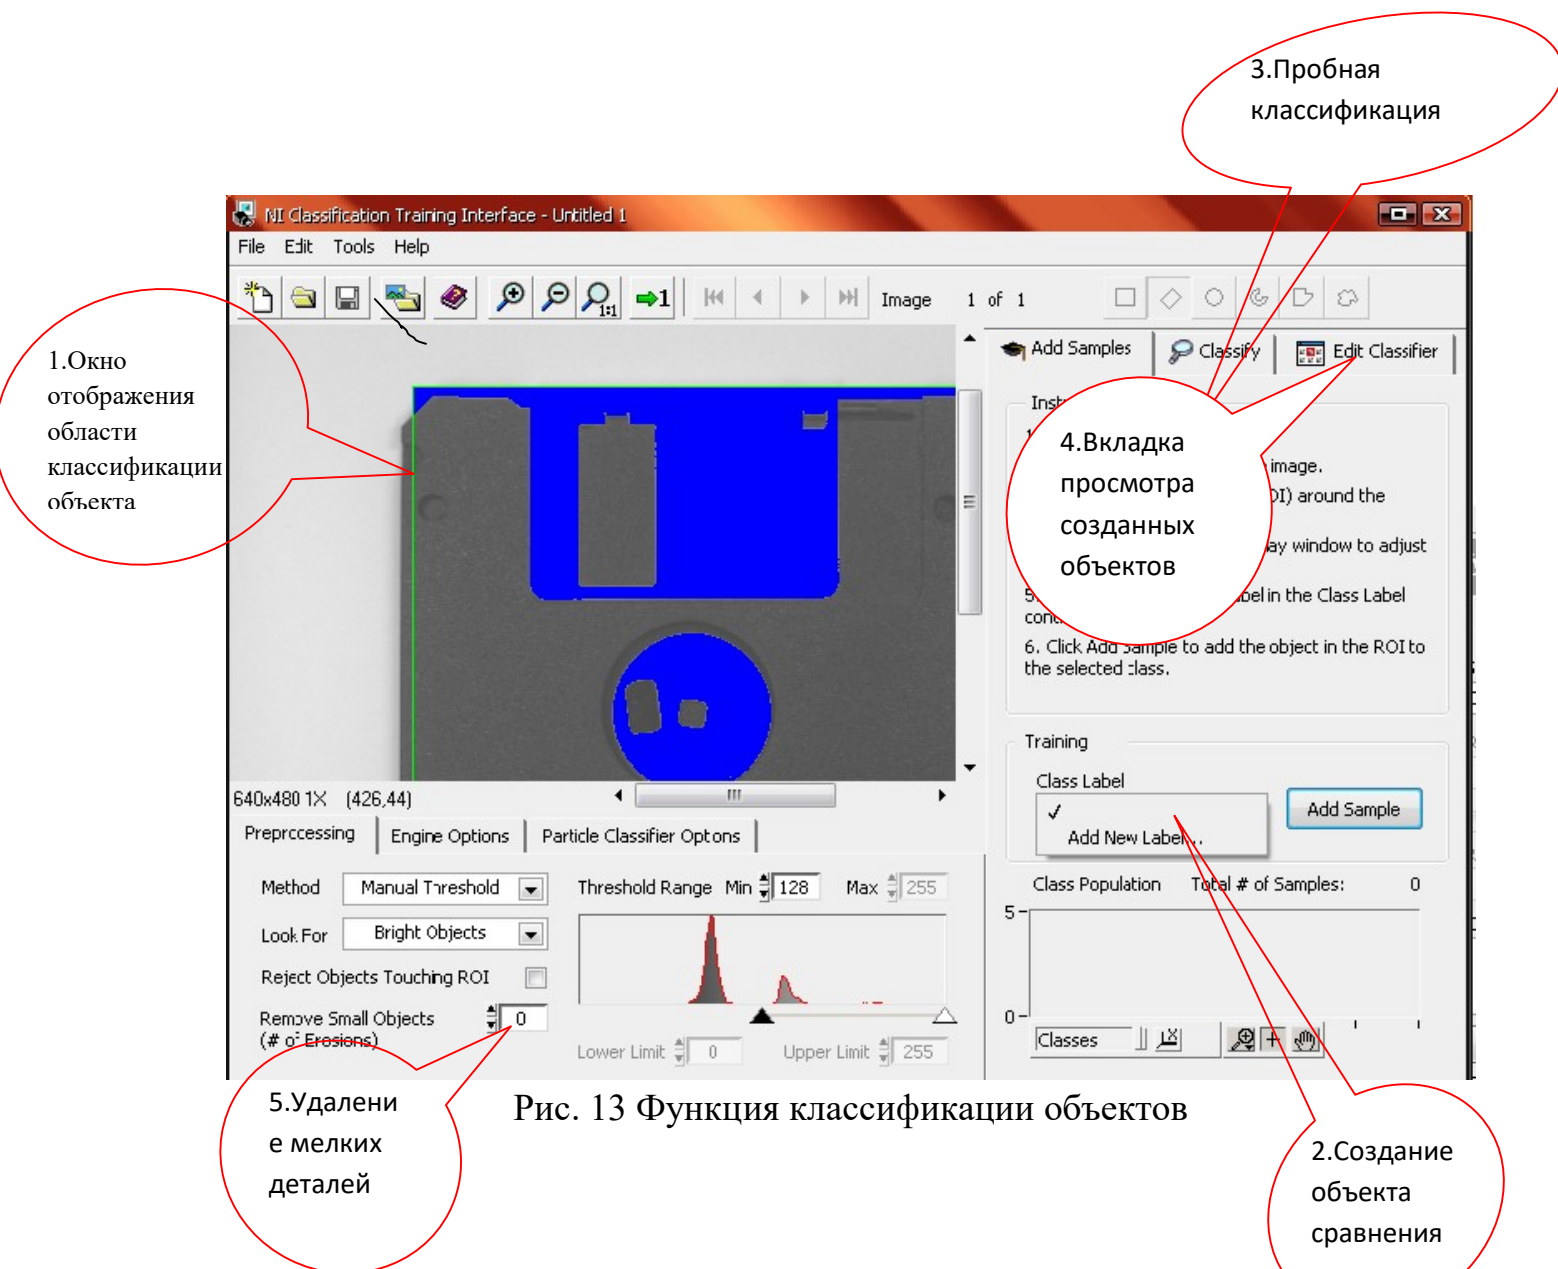 3.Пробная
классификация
NI Classification Training Interface - Untitled 1
File Edit Tools Help
1:1
1
Image 1 of 1
1.Окно
отображения
области
классификации
объекта
Add Samples
Classify
Edit Classifier
4.Вкладка
просмотра
созданных
объектов
image.
around the
window to adjust
5.
in the Class Label
6. Click Add Sample to add the object in the ROI to
the selected class.
Training
Class Label
Add New Label...
Add Sample
640x480 1X (426,44)
Preprocessing
Engine Options
Particle Classifier Options
Method Manual Threshold
Threshold Range Min 128 Max 255
Look For Bright Objects
Reject Objects Touching ROI
Remove Small Objects 0
(# of Erosions)
Lower Limit 0 Upper Limit 255
Class Population Total # of Samples: 0
5
0
Classes
5.Удалени
е мелких
деталей
Рис. 13 Функция классификации объектов
2.Создание
объекта
сравнения